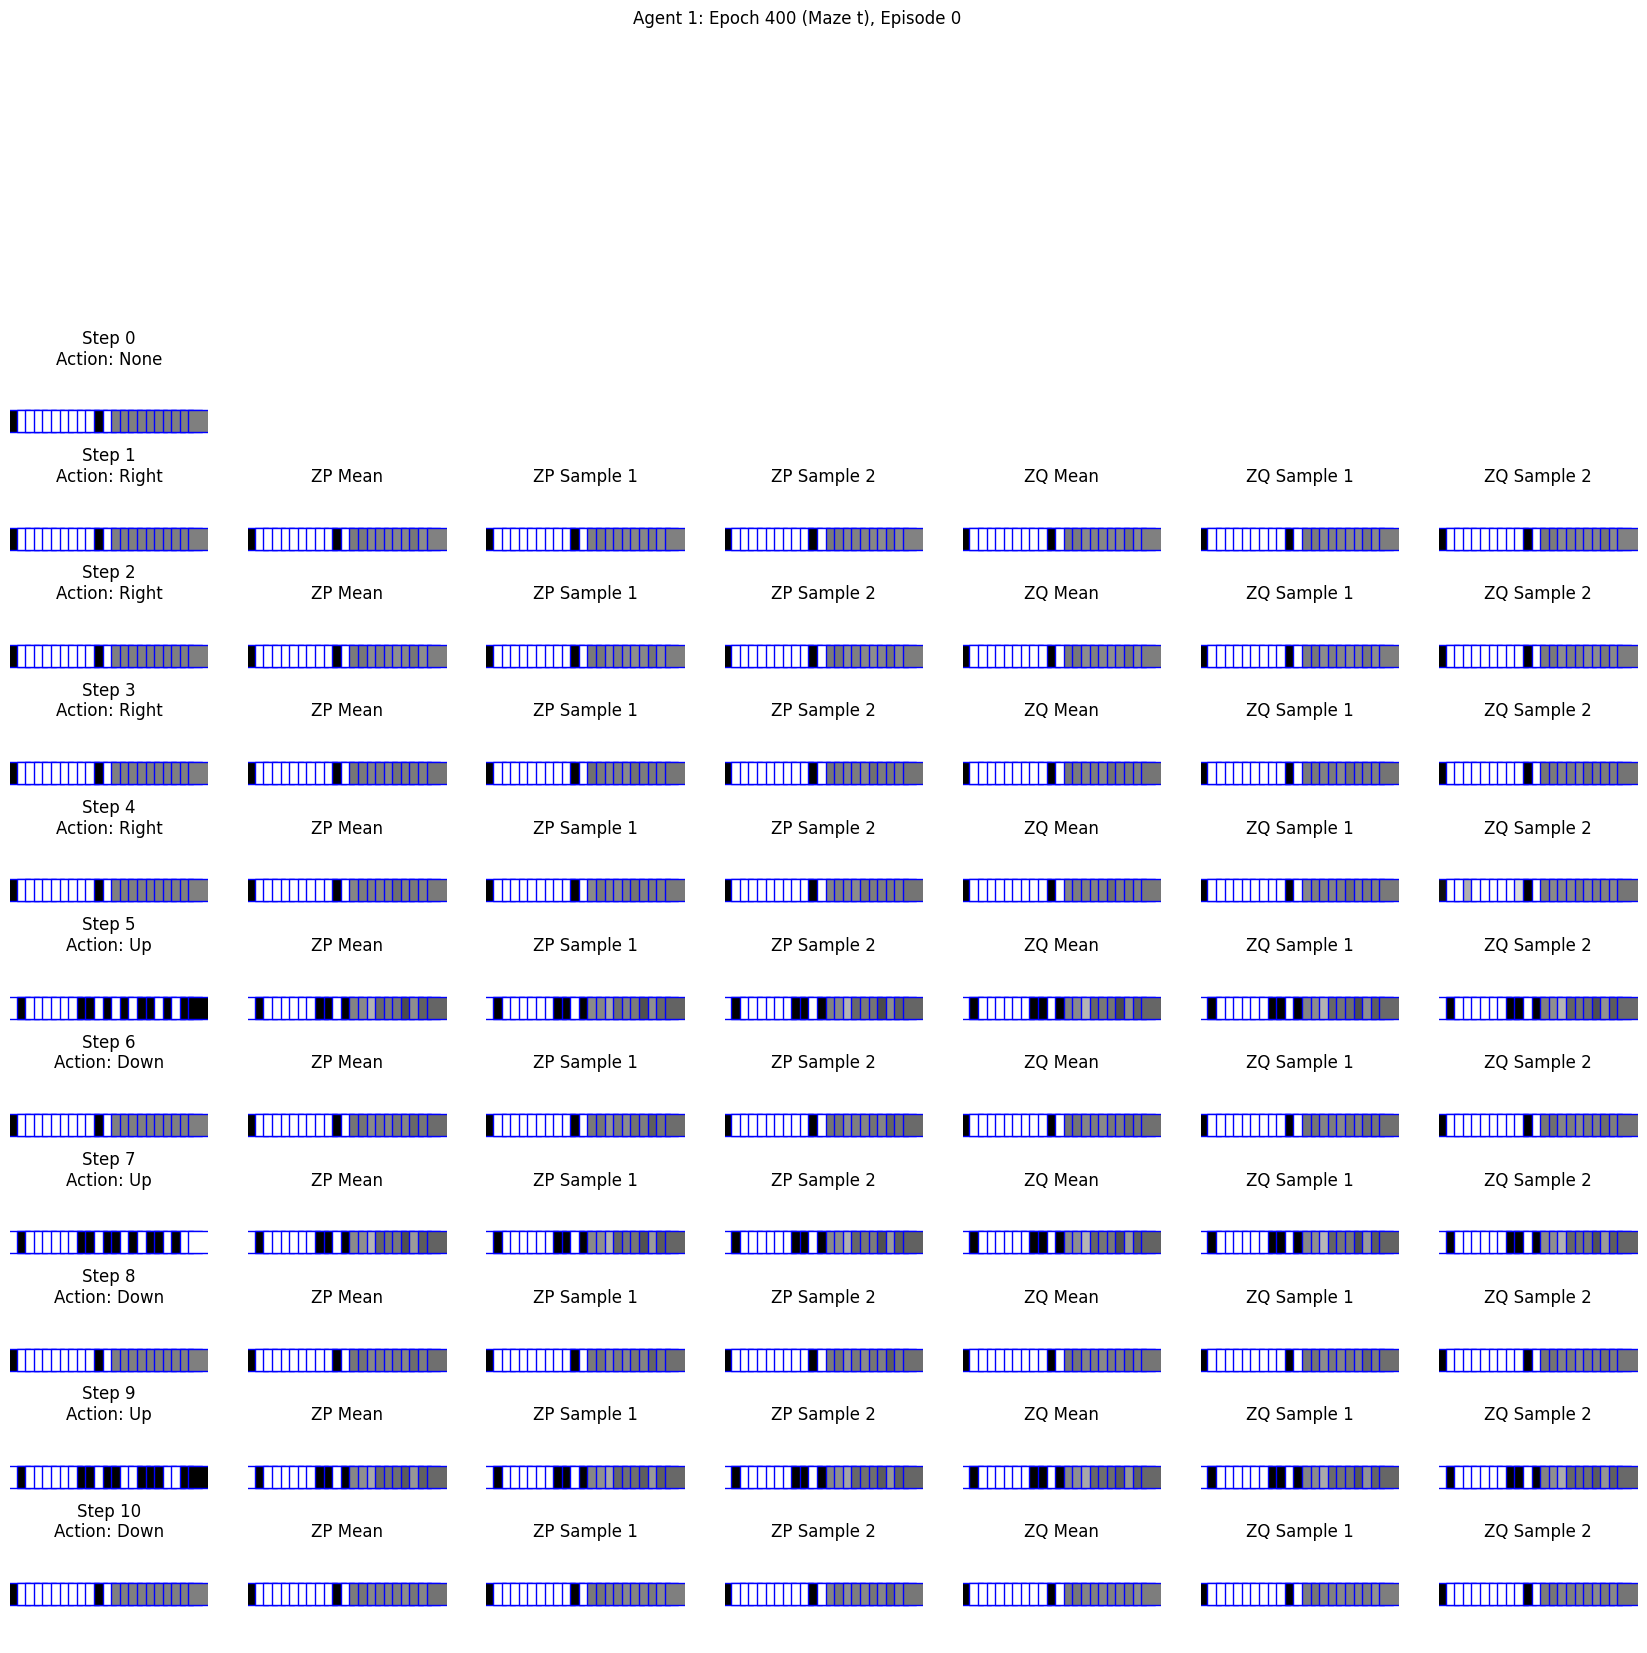 Agent 1: Epoch 400 (Maze t), Episode 0
Step 0
Action: None
Step 1
Action: Right
ZP Mean
ZP Sample 1
ZP Sample 2
ZQ Mean
ZQ Sample 1
ZQ Sample 2
Step 2
Action: Right
ZP Mean
ZP Sample 1
ZP Sample 2
ZQ Mean
ZQ Sample 1
ZQ Sample 2
Step 3
Action: Right
ZP Mean
ZP Sample 1
ZP Sample 2
ZQ Mean
ZQ Sample 1
ZQ Sample 2
Step 4
Action: Right
ZP Mean
ZP Sample 1
ZP Sample 2
ZQ Mean
ZQ Sample 1
ZQ Sample 2
Step 5
Action: Up
ZP Mean
ZP Sample 1
ZP Sample 2
ZQ Mean
ZQ Sample 1
ZQ Sample 2
Step 6
Action: Down
ZP Mean
ZP Sample 1
ZP Sample 2
ZQ Mean
ZQ Sample 1
ZQ Sample 2
Step 7
Action: Up
ZP Mean
ZP Sample 1
ZP Sample 2
ZQ Mean
ZQ Sample 1
ZQ Sample 2
Step 8
Action: Down
ZP Mean
ZP Sample 1
ZP Sample 2
ZQ Mean
ZQ Sample 1
ZQ Sample 2
Step 9
Action: Up
ZP Mean
ZP Sample 1
ZP Sample 2
ZQ Mean
ZQ Sample 1
ZQ Sample 2
Step 10
Action: Down
ZP Mean
ZP Sample 1
ZP Sample 2
ZQ Mean
ZQ Sample 1
ZQ Sample 2